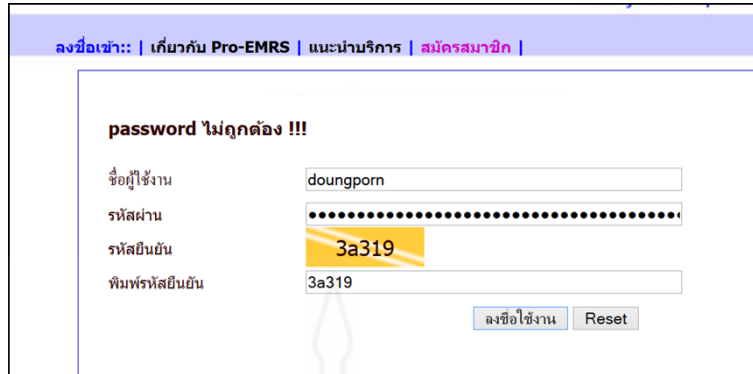 ลงชื่อเข้า:: | เกี่ยวกับ Pro-EMRS | แนะนำบริการ | สมัครสมาชิก |
password ไม่ถูกต้อง !!!
ชื่อผู้ใช้งาน doungporn
รหัสผ่าน ••••••••••••••••••••••••••••••••••••••
รหัสยืนยัน 3a319
พิมพ์รหัสยืนยัน 3a319
ลงชื่อใช้งาน Reset